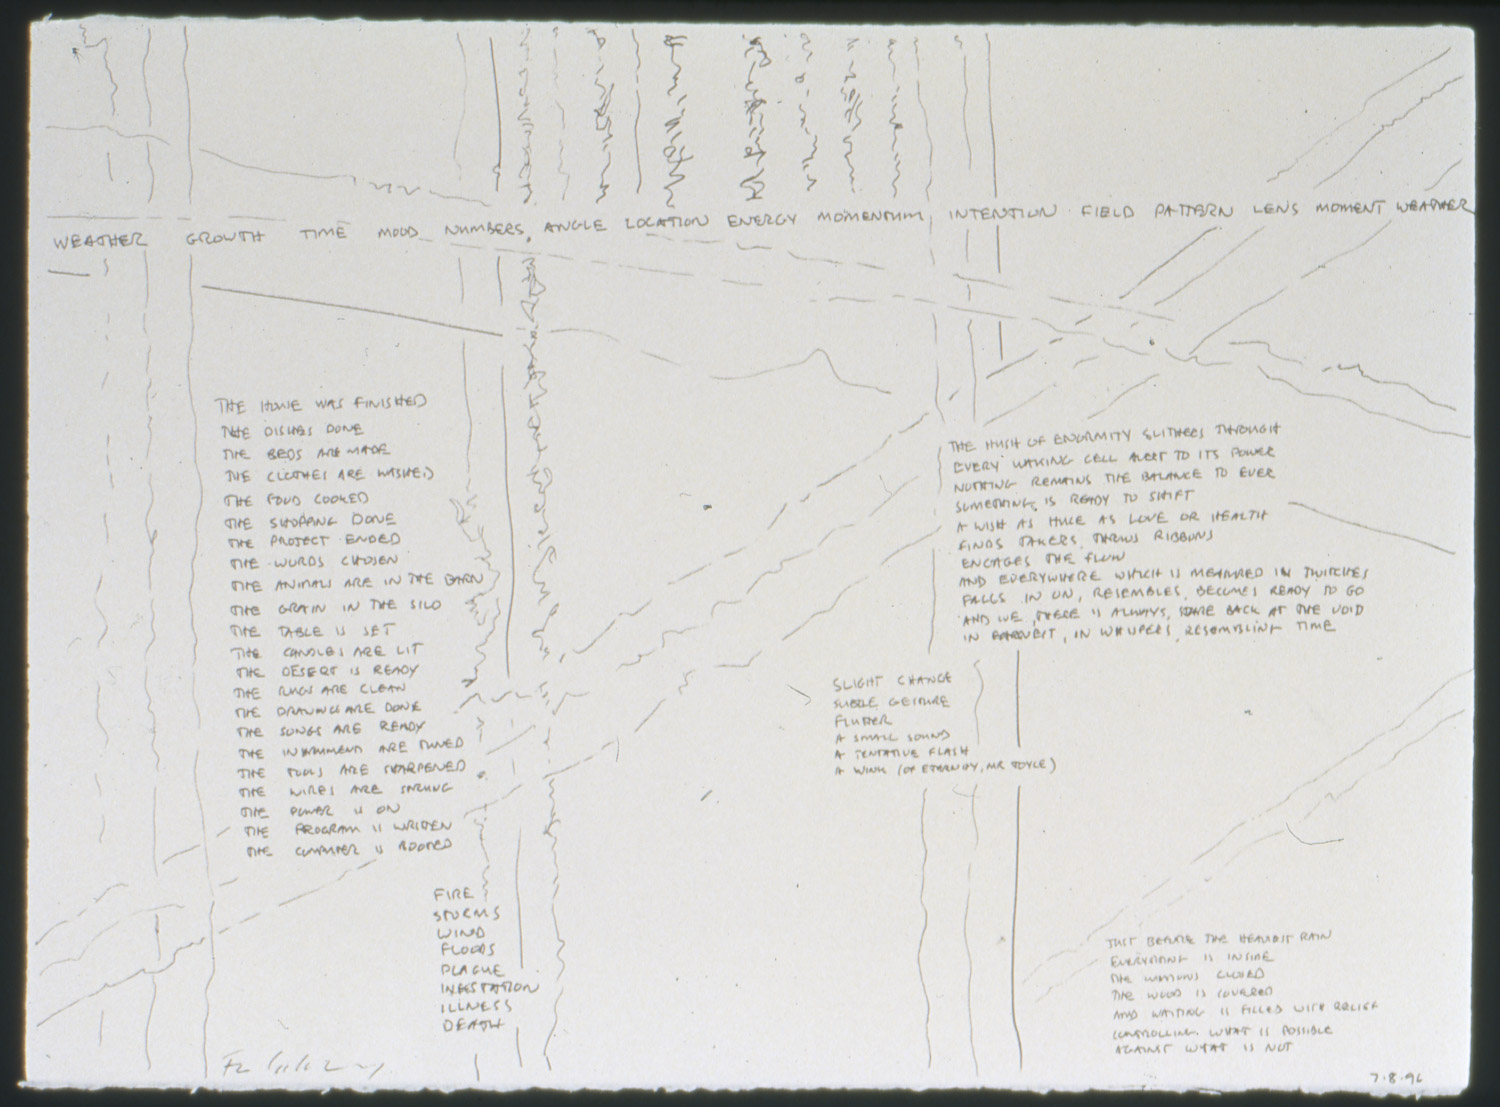 WEATHER GROWTH TIME MOOD NUMBERS, ANGLE LOCATION ENERGY MOMENTUM, INTENTION FIELD PATTERN LENS MOMENT WEATHER
THE HOUSE WAS FINISHED
THE DISHES DONE
THE BEDS ARE MADE
THE CLOTHES ARE WASHED
THE FOOD COOKED
THE SHOPPING DONE
THE PROJECT ENDED
THE WORDS CHOSEN
THE ANIMALS ARE IN THE BARN
THE GRAIN IN THE SILO
THE TABLE IS SET
THE CANDLES ARE LIT
THE DESERT IS READY
THE RUGS ARE CLEAN
THE DRAWINGS ARE DONE
THE SONGS ARE READY
THE INSTRUMENTS ARE TUNED
THE TOOLS ARE SHARPENED
THE WIRES ARE STRUNG
THE POWER IS ON
THE PROGRAM IS WRITTEN
THE COMPUTER IS BOOTED
FIRE
STORMS
WIND
FLOODS
PLAGUE
INFESTATION
ILLNESS
DEATH
THE HUSH OF ENORMITY SLITHERS THROUGH
EVERY WAKING CELL ALERT TO ITS POWER
NOTHING REMAINS THE BALANCE TO EVER
SOMETHING IS READY TO SHIFT
A WISH AS HUGE AS LOVE OR HEALTH
FINDS TAKERS, THROWS RIBBONS
ENGAGES THE FLOW
AND EVERYWHERE WHICH IS MEASURED IN TWITCHES
FALLS IN ON, RESEMBLES, BECOMES READY TO GO
AND WE, THERE IS ALWAYS, STARE BACK AT THE VOID
IN, IN WHISPERS, RESEMBLING TIME
SLIGHT CHANGE
SUBTLE GESTURE
FLUTTER
A SMALL SOUND
A TENTATIVE FLASH
A WINK (OF ETERNITY, MR JOYCE)
JUST BEFORE THE HEAVIEST RAIN
EVERYTHING IS INSIDE
THE WINDOWS CLOSED
THE WOOD IS COVERED
AND WAITING IS FILLED WITH RELIEF
CONTROLLING WHAT IS POSSIBLE
AGAINST WHAT IS NOT
7·8·96